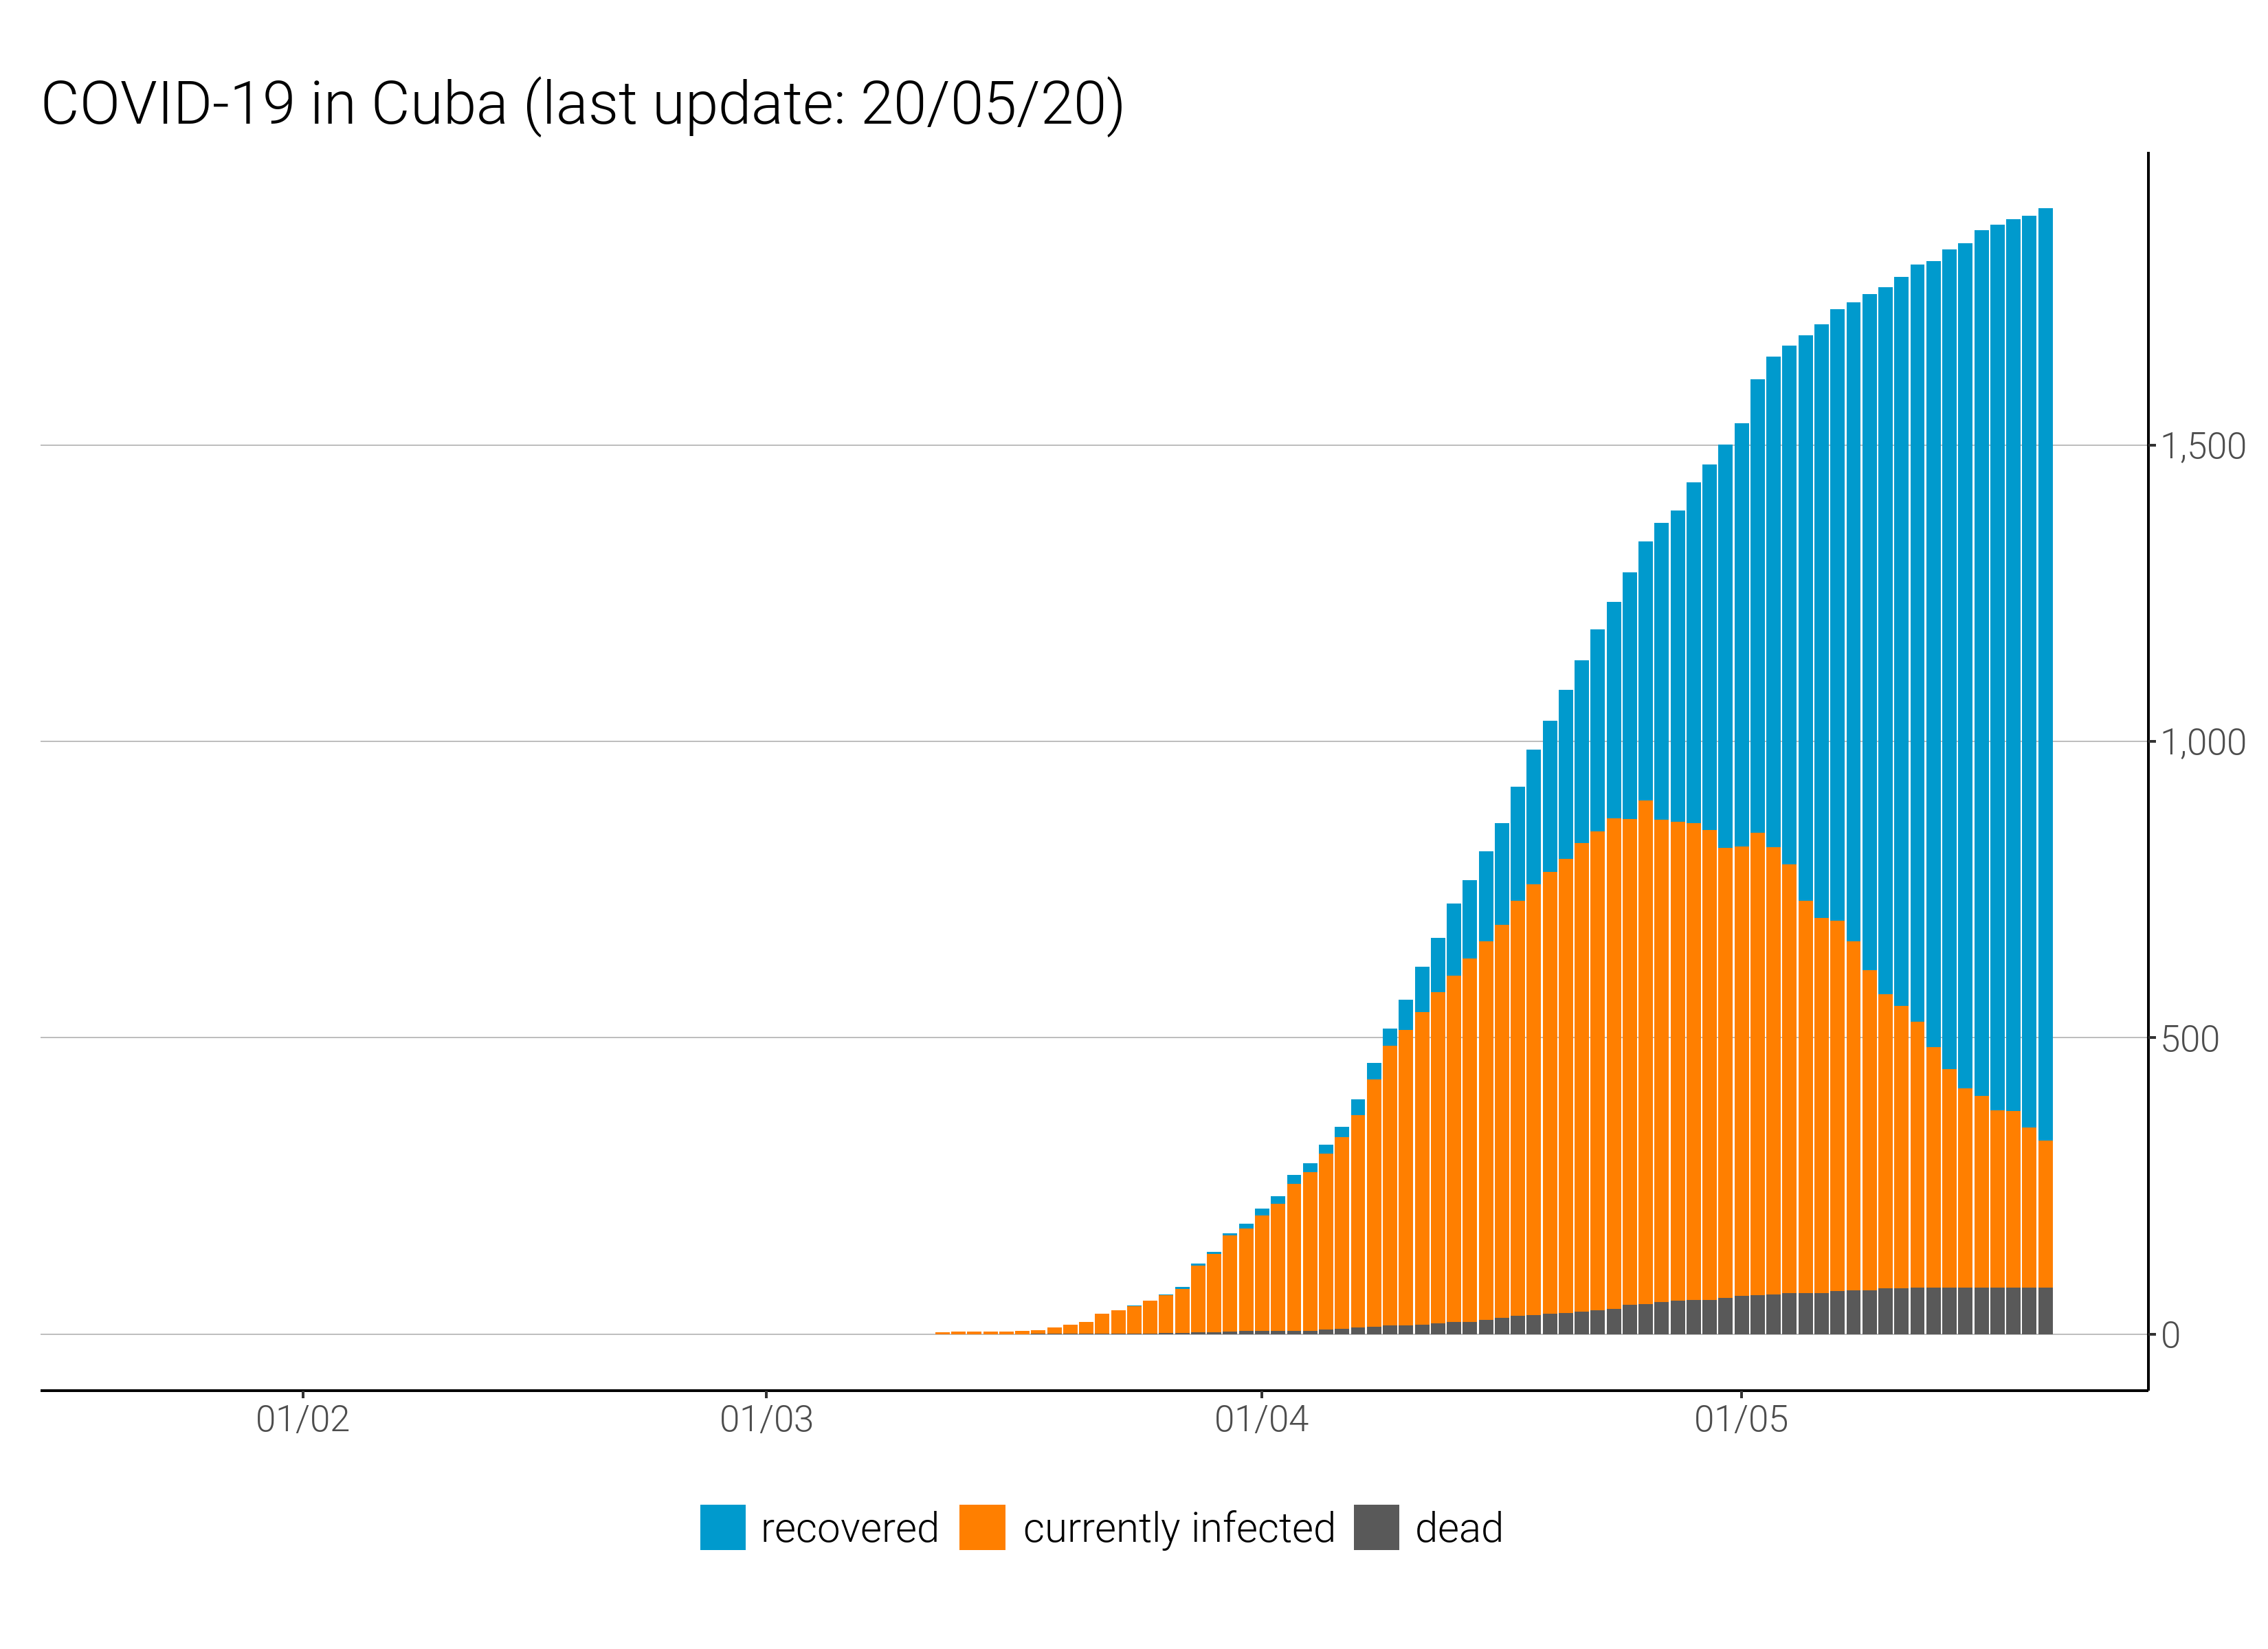 COVID-19 in Cuba (last update: 20/05/20)
1,500
1,000
500
0
01/02 01/03 01/04 01/05
recovered currently infected dead